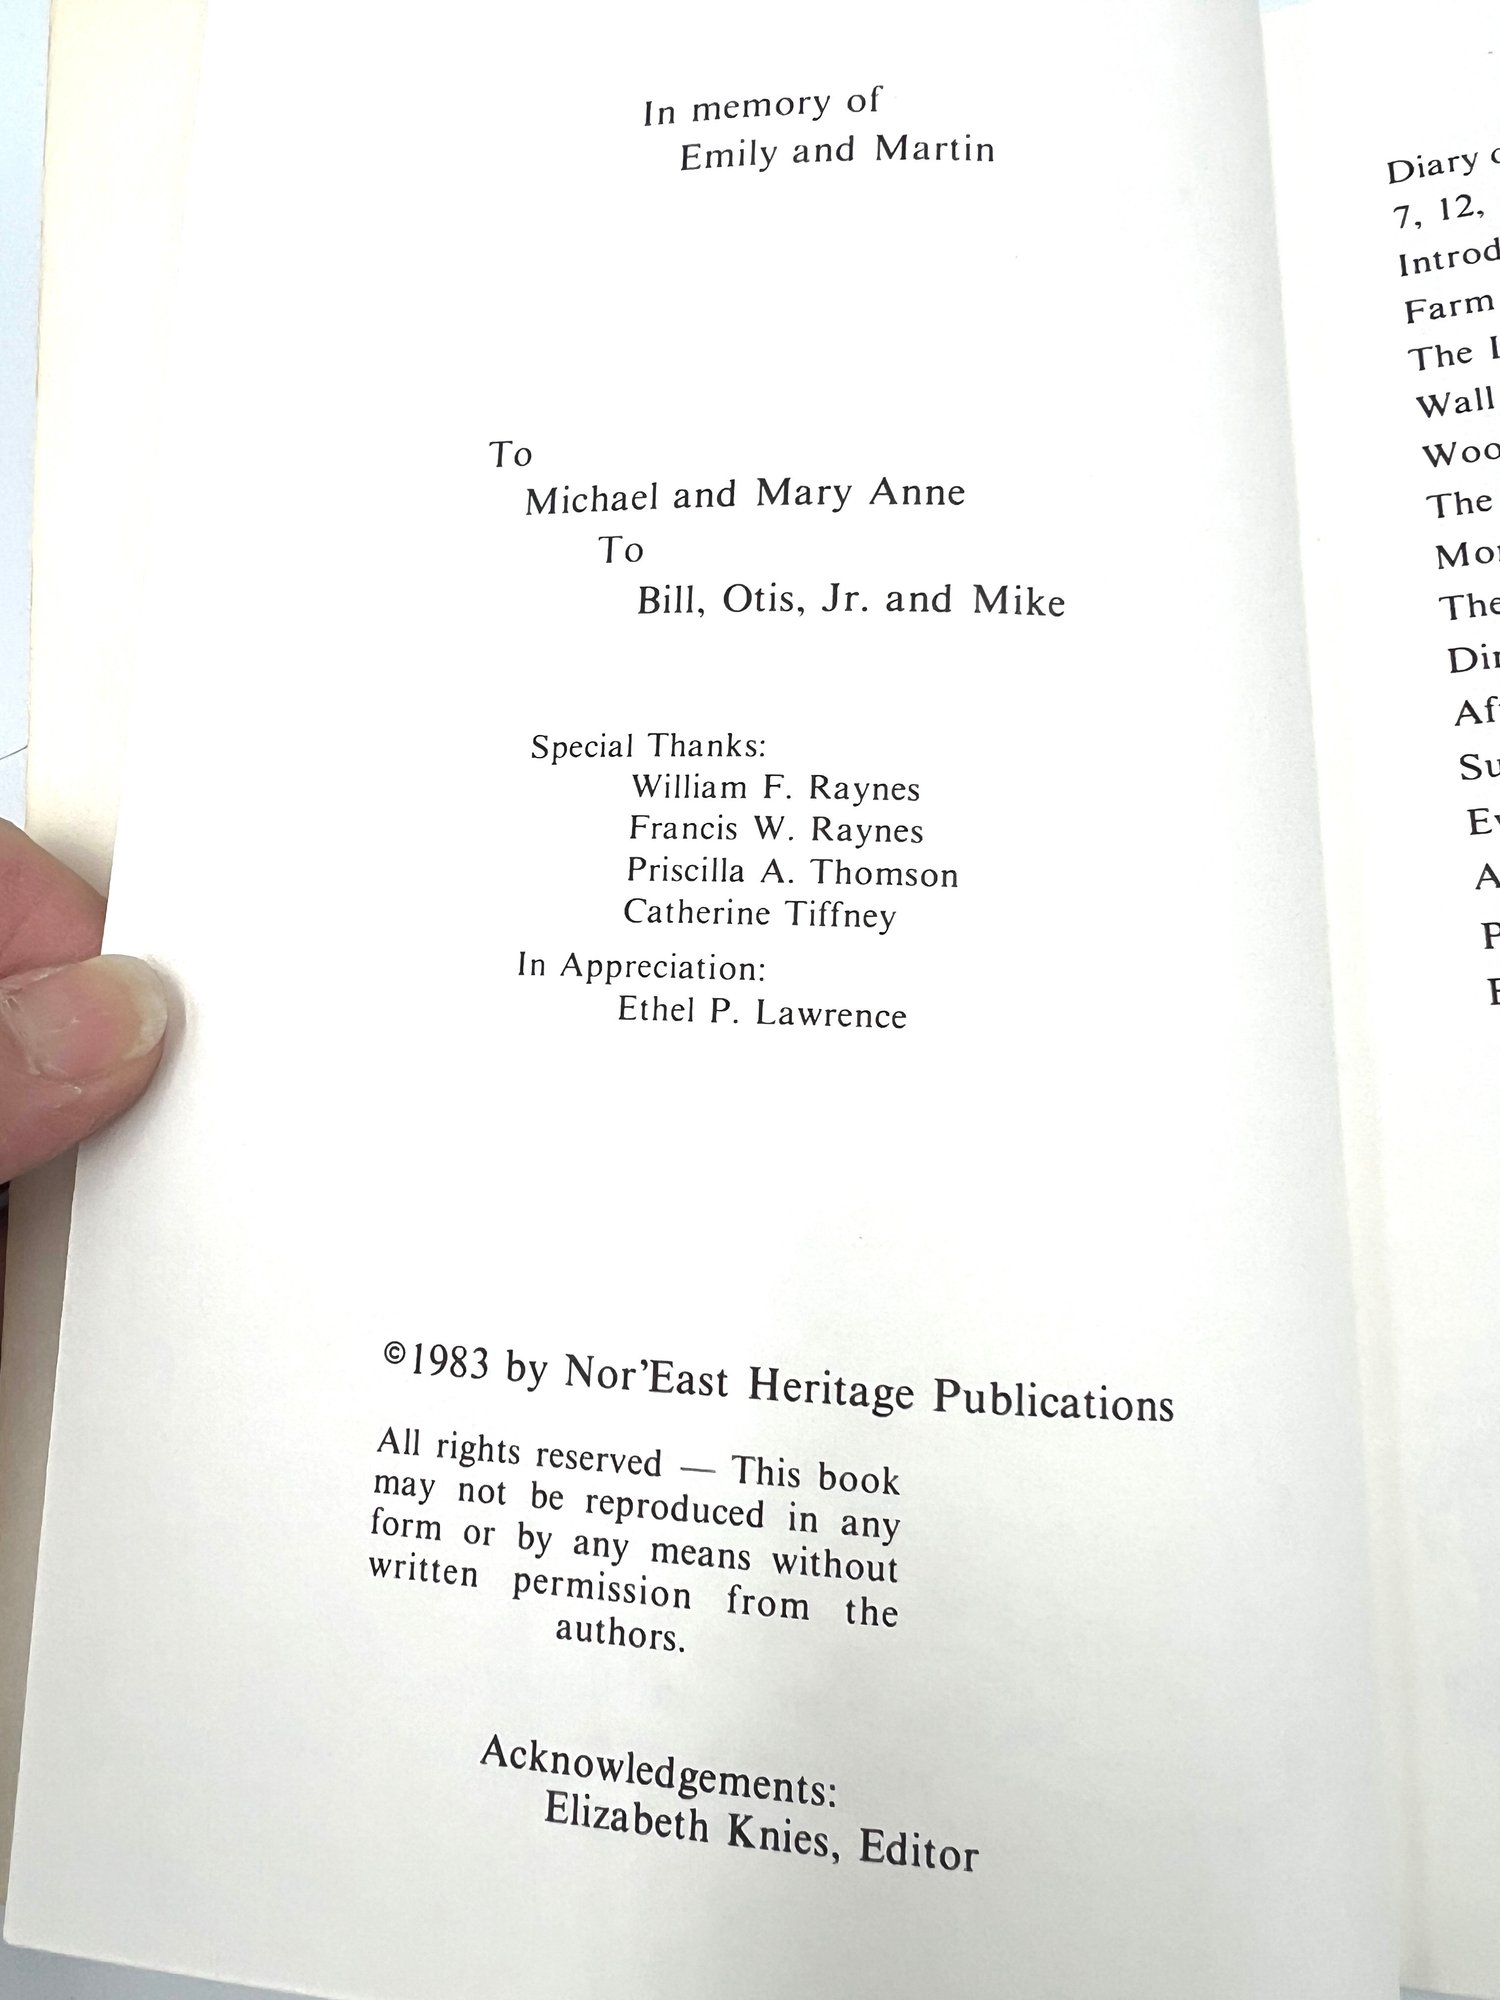 In memory of
Emily and Martin
To
Michael and Mary Anne
To
Bill, Otis, Jr. and Mike
Special Thanks:
William F. Raynes
Francis W. Raynes
Priscilla A. Thomson
Catherine Tiffney
In Appreciation:
Ethel P. Lawrence
©1983 by Nor'East Heritage Publications
All rights reserved — This book
may not be reproduced in any
form or by any means without
written permission from the
authors.
Acknowledgements:
Elizabeth Knies, Editor
Diary
7, 12,
Farm
The
Wall
The
The